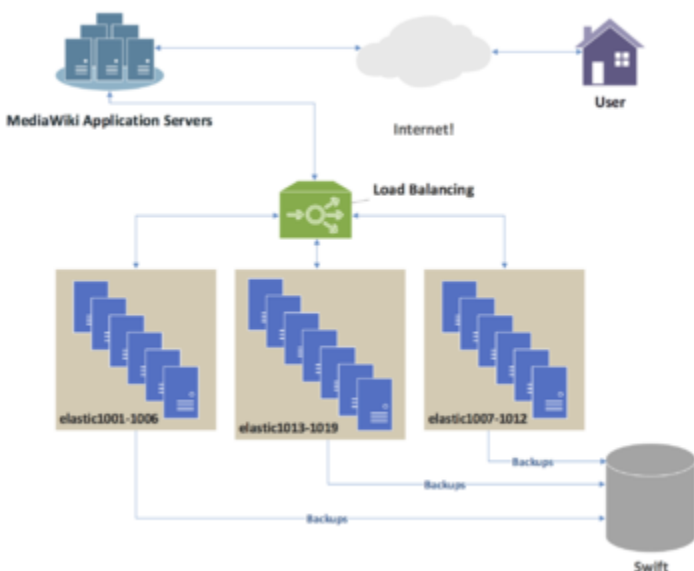 MediaWiki Application Servers
Internet!
User
Load Balancing
elastic1001-1006
elastic1013-1019
elastic1007-1012
Backups
Backups
Backups
Swift